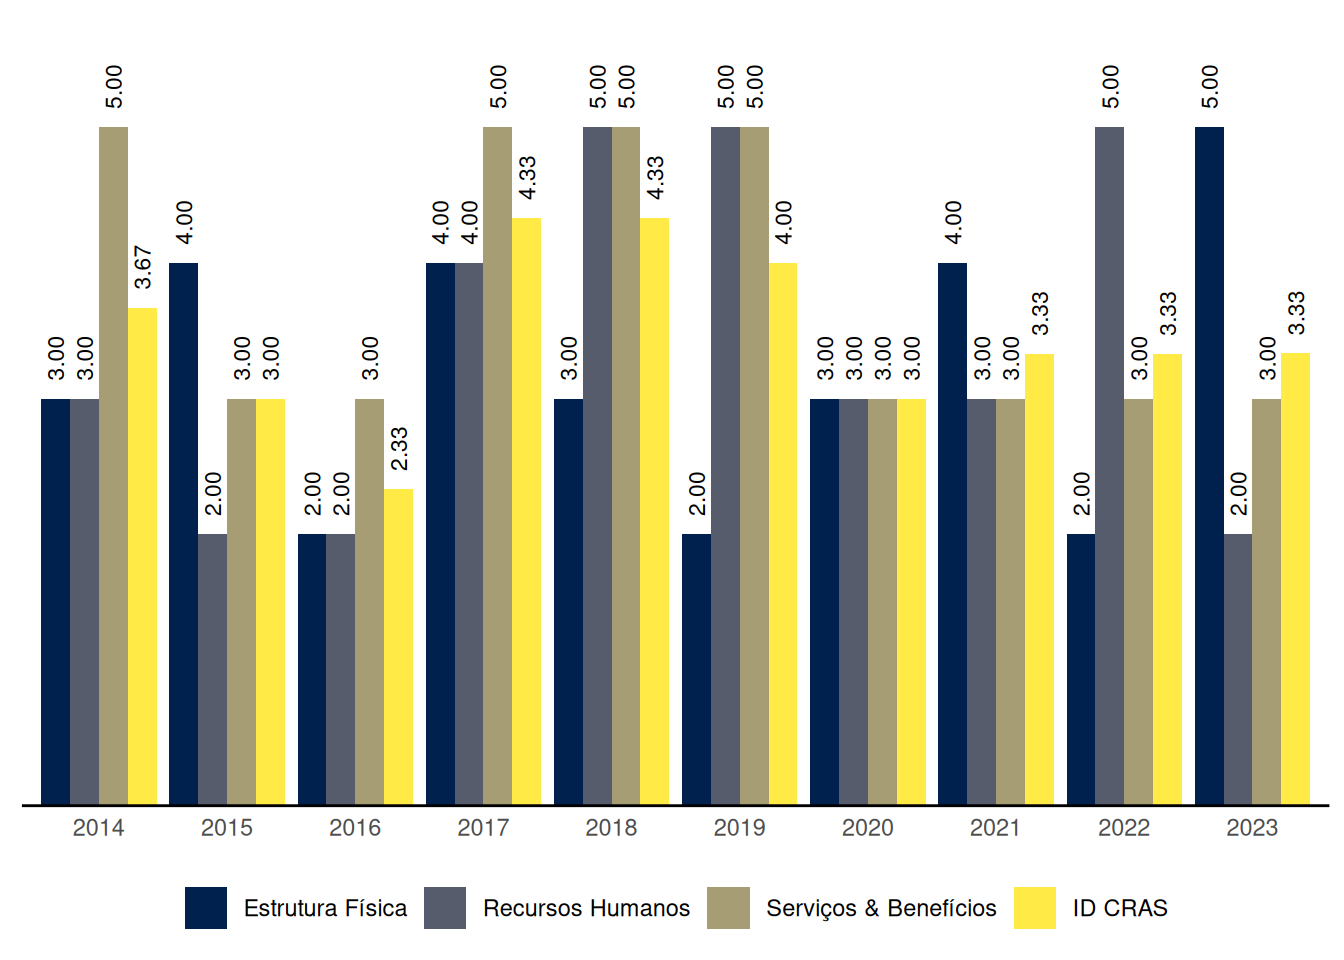 3.00 3.00 5.00 3.67 4.00 2.00 3.00 3.00 2.00 2.00 3.00 2.33 4.00 4.00 5.00 4.33 3.00 5.00 5.00 4.33 2.00 5.00 5.00 4.00 3.00 3.00 3.00 3.00 4.00 3.00 3.00 3.33 2.00 5.00 3.00 3.33 5.00 2.00 3.00 3.33
2014 2015 2016 2017 2018 2019 2020 2021 2022 2023
Estrutura Física Recursos Humanos Serviços & Benefícios ID CRAS